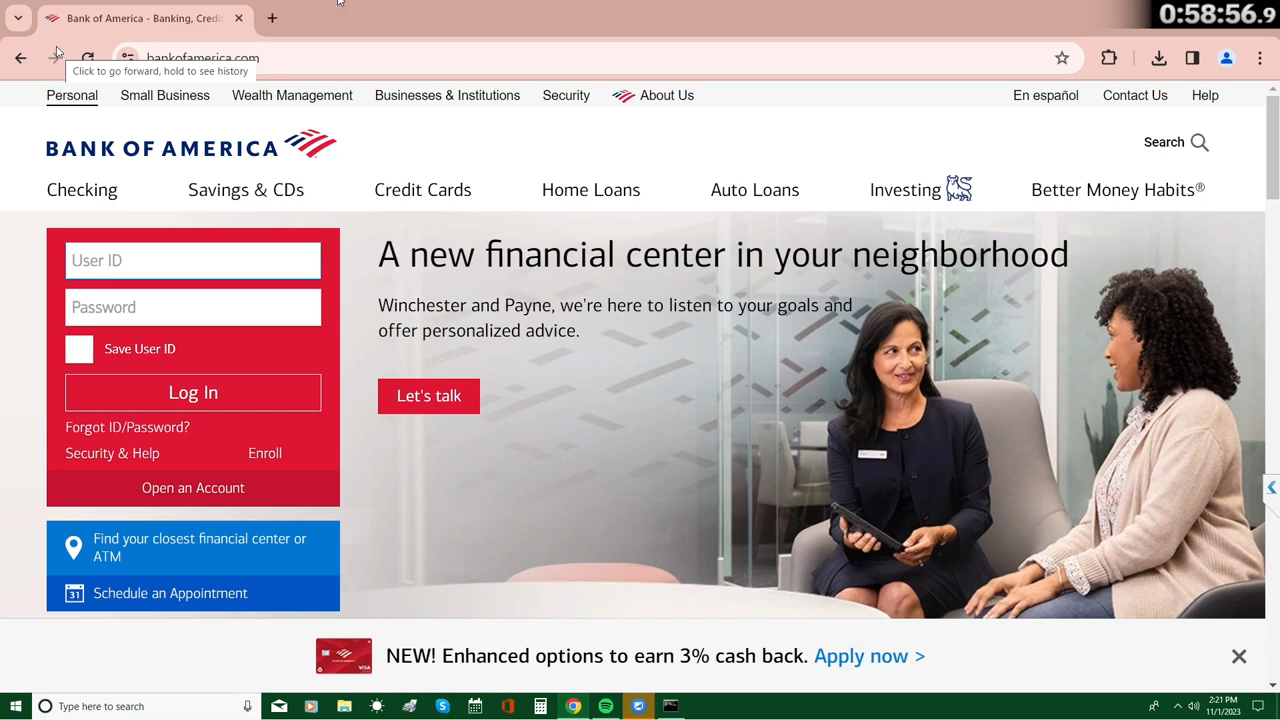 0:58:56.9
Bank of America - Banking, Credi
bankofamerica.com
Click to go forward, hold to see history
Personal Small Business Wealth Management Businesses & Institutions Security About Us En español Contact Us Help
BANK OF AMERICA
Search
Checking Savings & CDs Credit Cards Home Loans Auto Loans Investing Better Money Habits®
User ID
Password
Save User ID
Log In
Forgot ID/Password?
Security & Help Enroll
Open an Account
Find your closest financial center or
ATM
31 Schedule an Appointment
A new financial center in your neighborhood
Winchester and Payne, we're here to listen to your goals and
offer personalized advice.
Let's talk
VISA
NEW! Enhanced options to earn 3% cash back. Apply now >
Type here to search
2:21 PM
11/1/2023